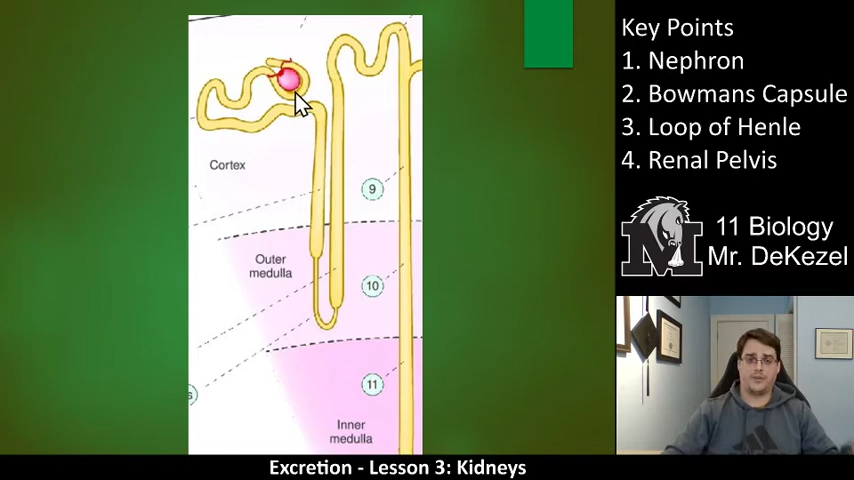 Key Points
1. Nephron
2. Bowmans Capsule
3. Loop of Henle
4. Renal Pelvis
M
11 Biology
Mr. DeKezel
Cortex
9
Outer
medulla
10
11
s
Inner
medulla
Excretion - Lesson 3: Kidneys